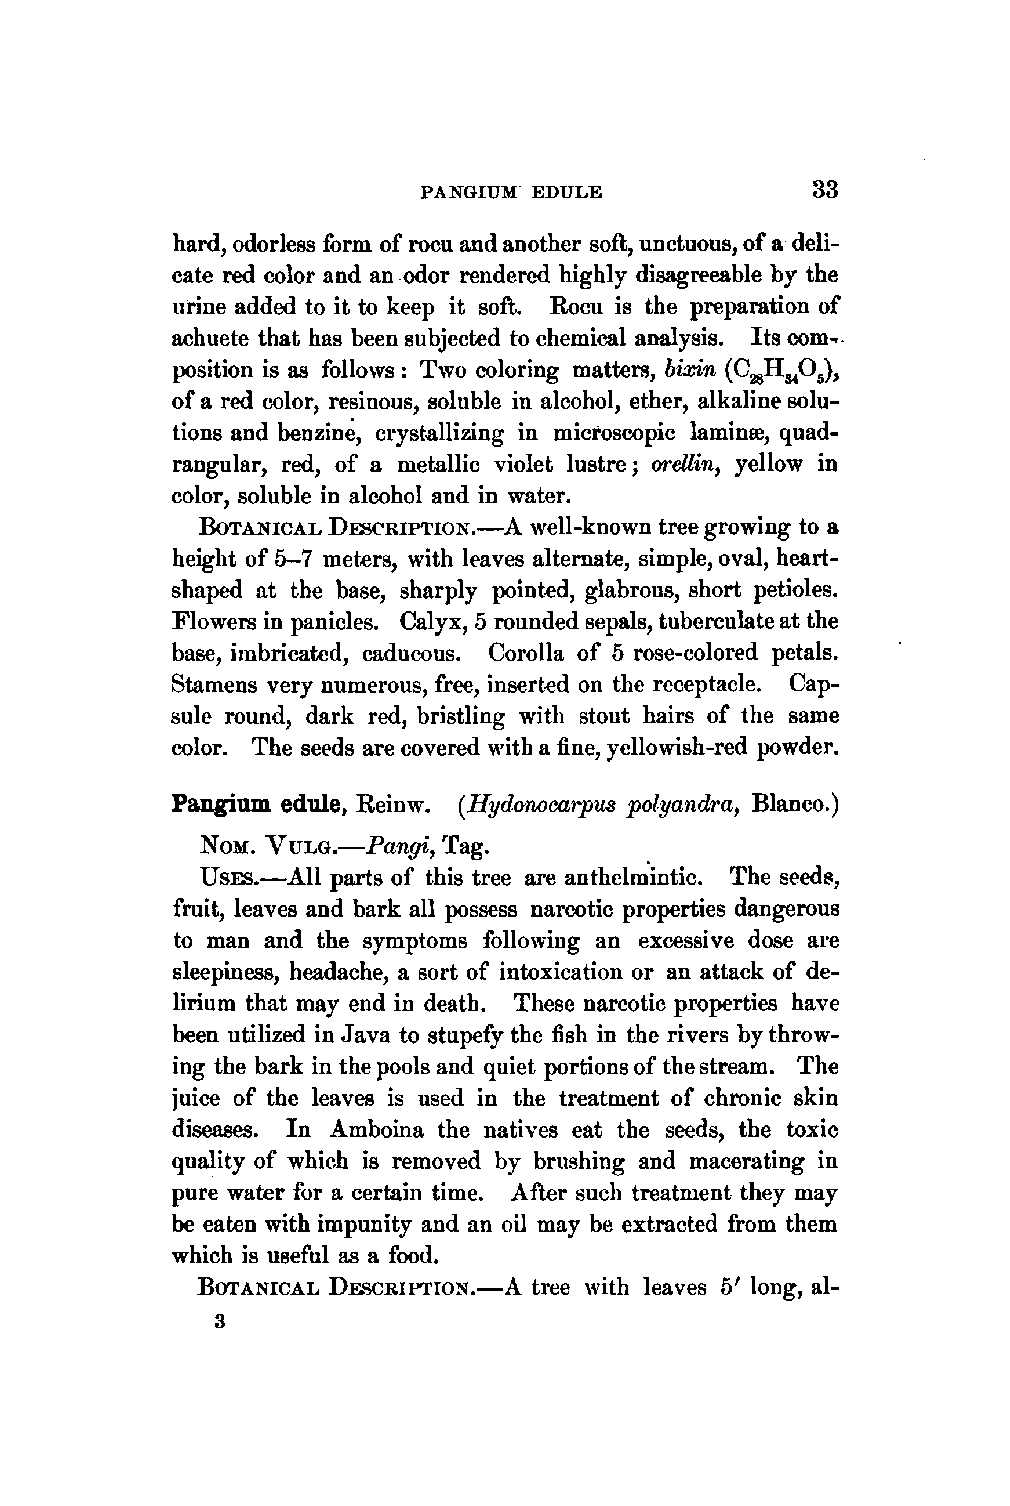 PANGIUM EDULE 33
hard, odorless form of rocu and another soft, unctuous, of a deli-
cate red color and an odor rendered highly disagreeable by the
urine added to it to keep it soft. Rocu is the preparation of
achuete that has been subjected to chemical analysis. Its com-
position is as follows: Two coloring matters, bixin (C₂₈H₃₄O₅),
of a red color, resinous, soluble in alcohol, ether, alkaline solu-
tions and benzine, crystallizing in microscopic laminæ, quad-
rangular, red, of a metallic violet lustre; orellin, yellow in
color, soluble in alcohol and in water.
BOTANICAL DESCRIPTION.—A well-known tree growing to a
height of 5–7 meters, with leaves alternate, simple, oval, heart-
shaped at the base, sharply pointed, glabrous, short petioles.
Flowers in panicles. Calyx, 5 rounded sepals, tuberculate at the
base, imbricated, caducous. Corolla of 5 rose-colored petals.
Stamens very numerous, free, inserted on the receptacle. Cap-
sule round, dark red, bristling with stout hairs of the same
color. The seeds are covered with a fine, yellowish-red powder.
Pangium edule, Reinw. (Hydonocarpus polyandra, Blanco.)
NOM. VULG.—Pangi, Tag.
USES.—All parts of this tree are anthelmintic. The seeds,
fruit, leaves and bark all possess narcotic properties dangerous
to man and the symptoms following an excessive dose are
sleepiness, headache, a sort of intoxication or an attack of de-
lirium that may end in death. These narcotic properties have
been utilized in Java to stupefy the fish in the rivers by throw-
ing the bark in the pools and quiet portions of the stream. The
juice of the leaves is used in the treatment of chronic skin
diseases. In Amboina the natives eat the seeds, the toxic
quality of which is removed by brushing and macerating in
pure water for a certain time. After such treatment they may
be eaten with impunity and an oil may be extracted from them
which is useful as a food.
BOTANICAL DESCRIPTION.—A tree with leaves 5′ long, al-
3